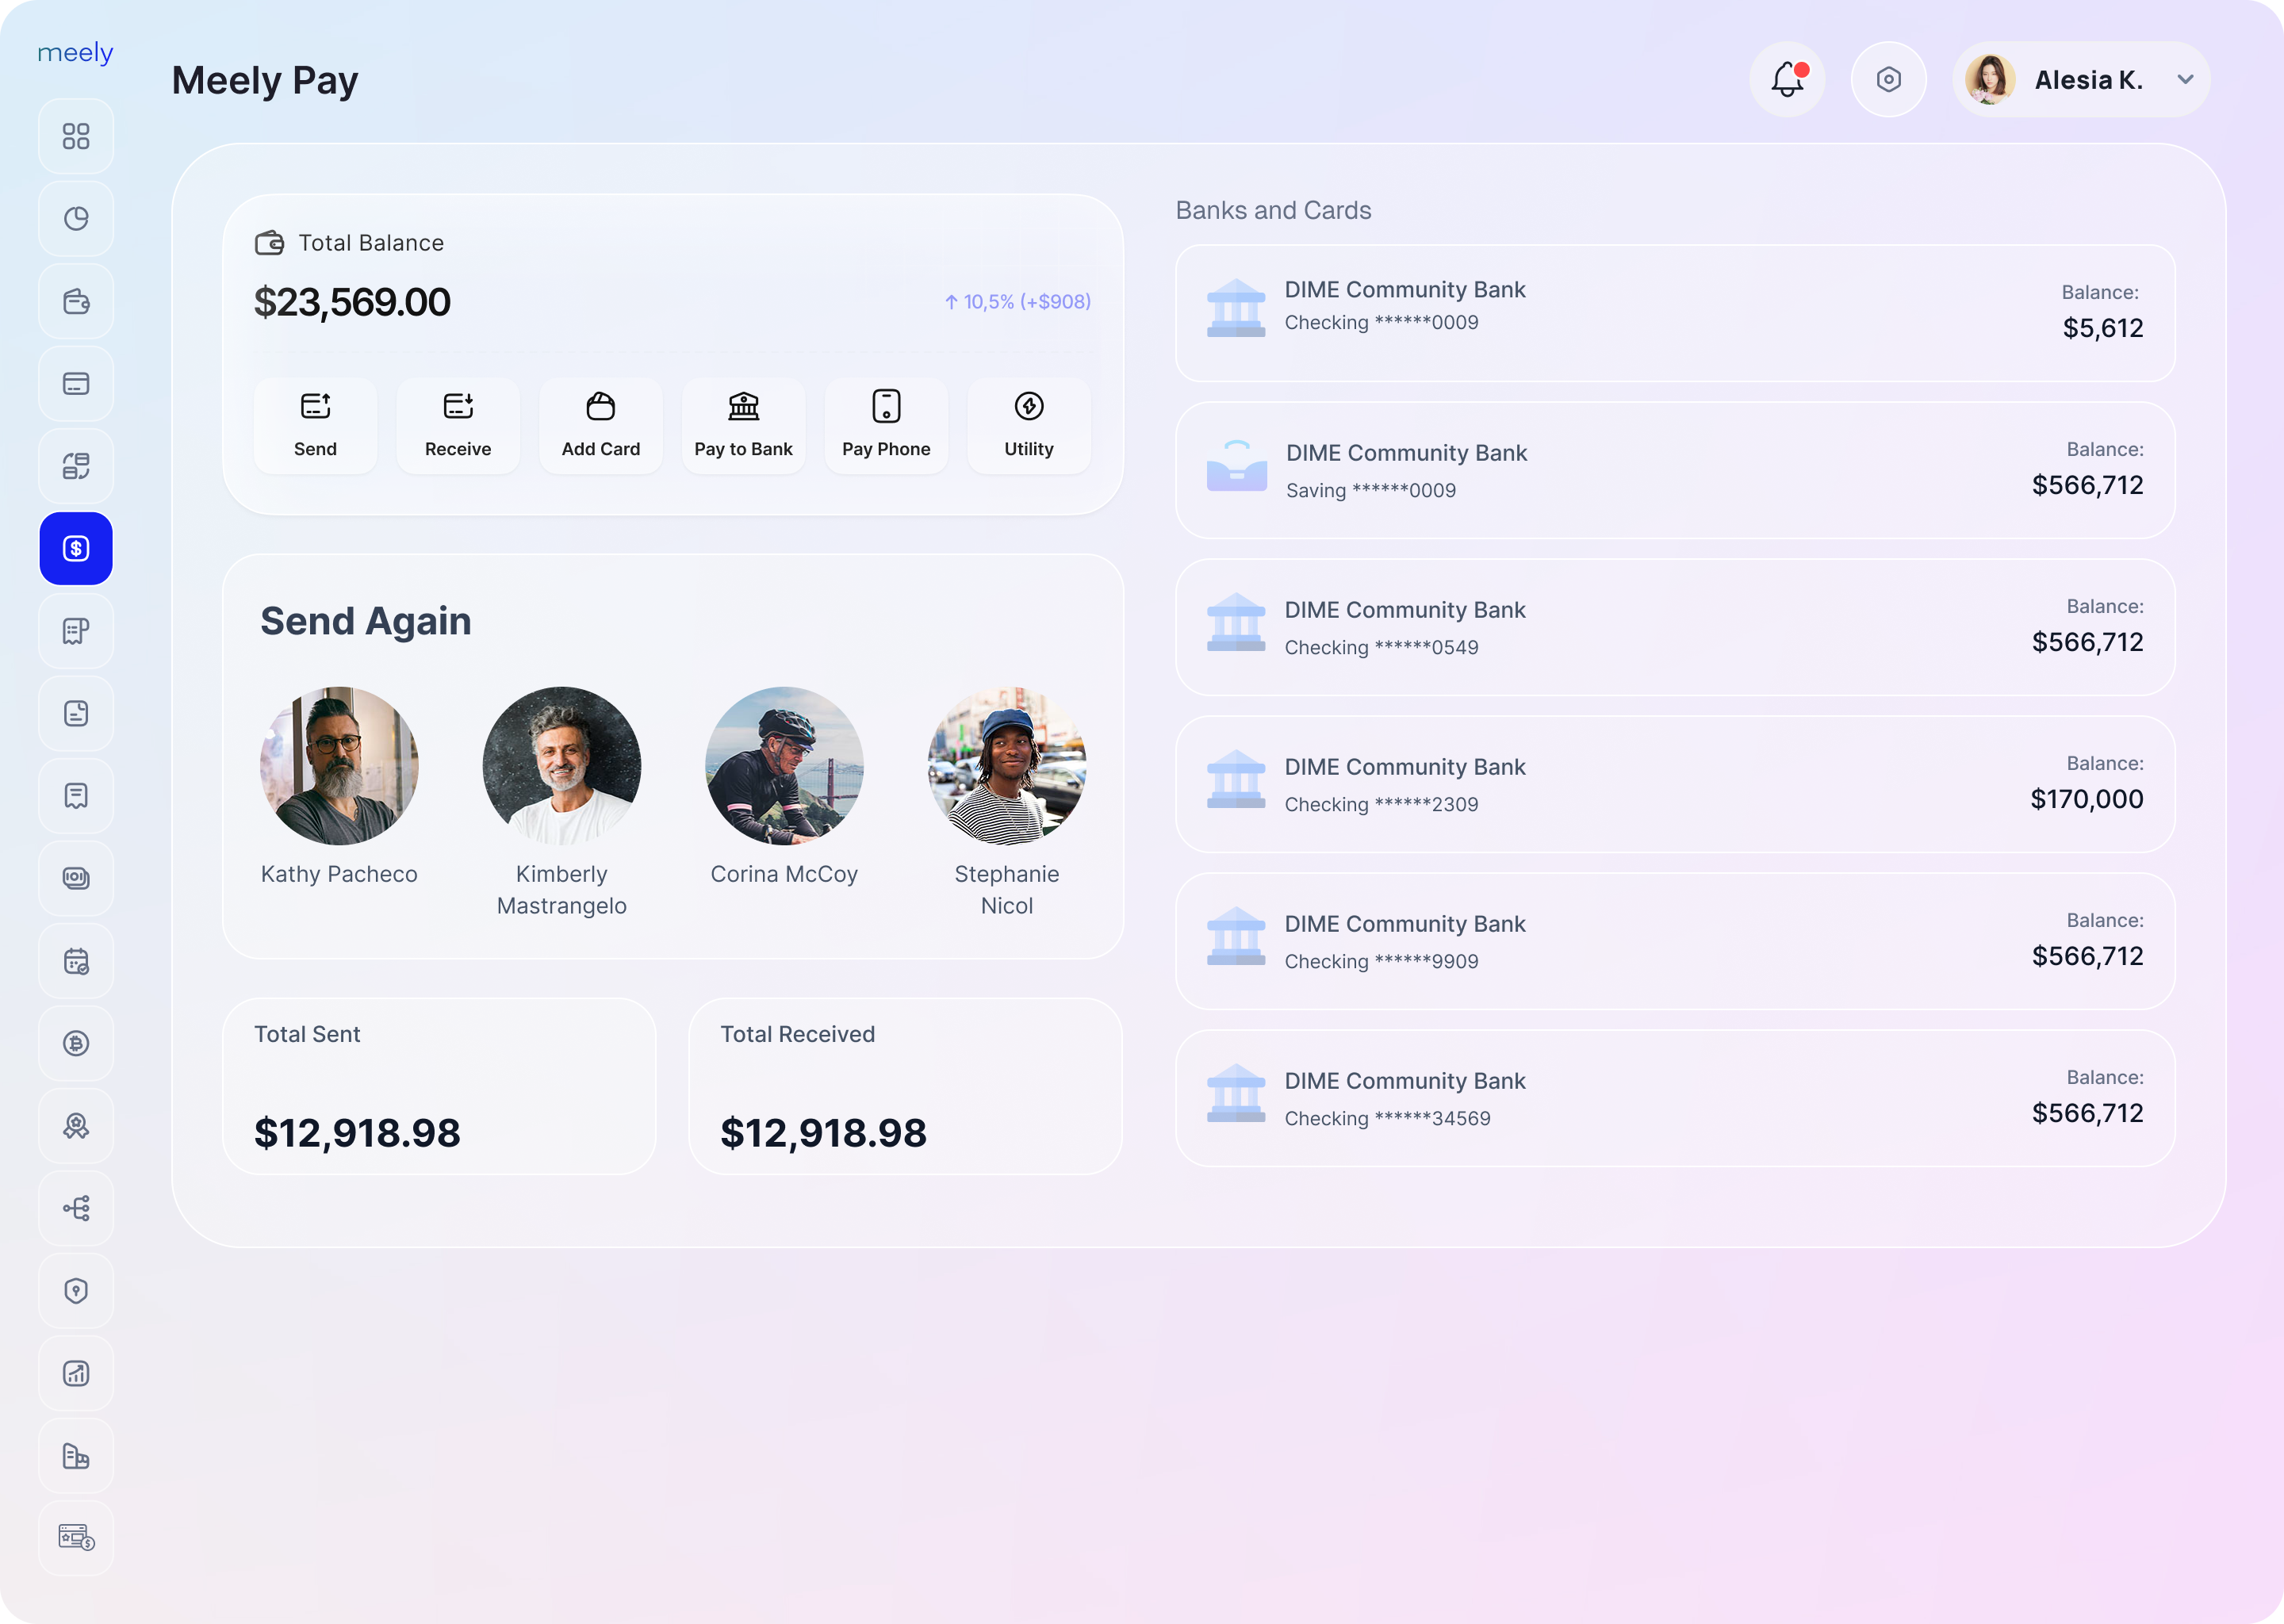 meely
Meely Pay
Alesia K.
Total Balance
$23,569.00
↑ 10,5% (+$908)
Send
Receive
Add Card
Pay to Bank
Pay Phone
Utility
Send Again
Kathy Pacheco
Kimberly
Mastrangelo
Corina McCoy
Stephanie
Nicol
Total Sent
$12,918.98
Total Received
$12,918.98
Banks and Cards
DIME Community Bank
Checking ******0009
Balance:
$5,612
DIME Community Bank
Saving ******0009
Balance:
$566,712
DIME Community Bank
Checking ******0549
Balance:
$566,712
DIME Community Bank
Checking ******2309
Balance:
$170,000
DIME Community Bank
Checking ******9909
Balance:
$566,712
DIME Community Bank
Checking ******34569
Balance:
$566,712